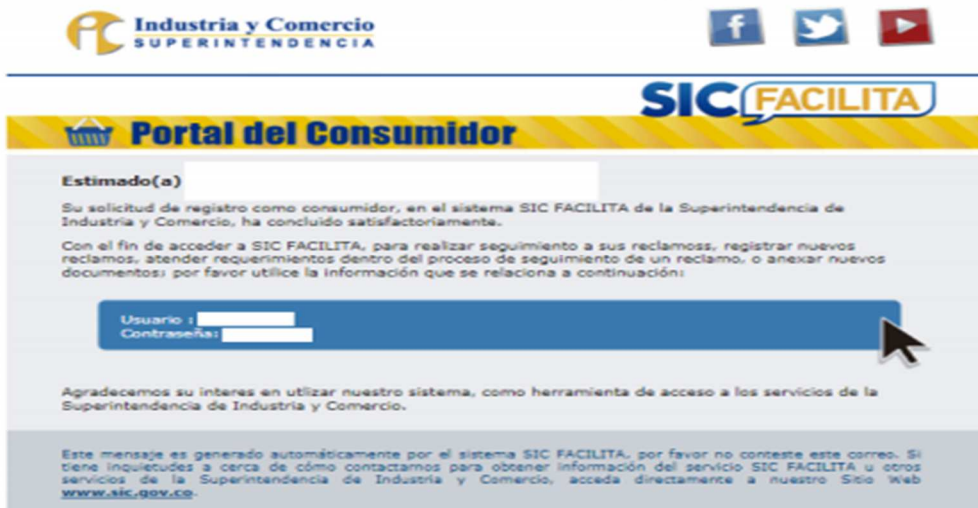 Industria y Comercio
SUPERINTENDENCIA
SIC FACILITA
Portal del Consumidor
Estimado(a)
Su solicitud de registro como consumidor, en el sistema SIC FACILITA de la Superintendencia de
Industria y Comercio, ha concluido satisfactoriamente.
Con el fin de acceder a SIC FACILITA, para realizar seguimiento a sus reclamoss, registrar nuevos
reclamos, atender requerimientos dentro del proceso de seguimiento de un reclamo, o anexar nuevos
documentos; por favor utilice la información que se relaciona a continuación:
Usuario :
Contraseña:
Agradecemos su interes en utlizar nuestro sistema, como herramienta de acceso a los servicios de la
Superintendencia de Industria y Comercio.
Este mensaje es generado automáticamente por el sistema SIC FACILITA, por favor no conteste este correo. Si
tiene inquietudes a cerca de cómo contactarnos para obtener información del servicio SIC FACILITA u otros
servicios de la Superintendencia de Industria y Comercio, acceda directamente a nuestro Sitio Web
www.sic.gov.co.